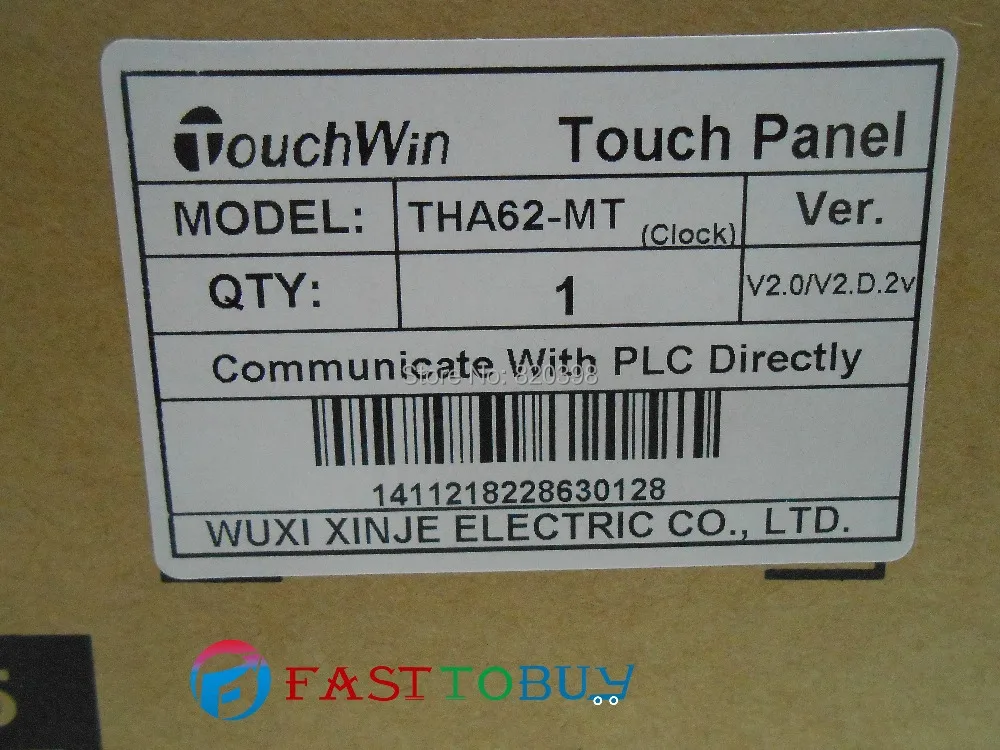 TouchWin Touch Panel
MODEL: THA62-MT (Clock) Ver.
QTY: 1 V2.0/V2.D.2v
Communicate With PLC Directly
Store No: 820398
1411218228630128
WUXI XINJE ELECTRIC CO., LTD.
FASTTOBUY